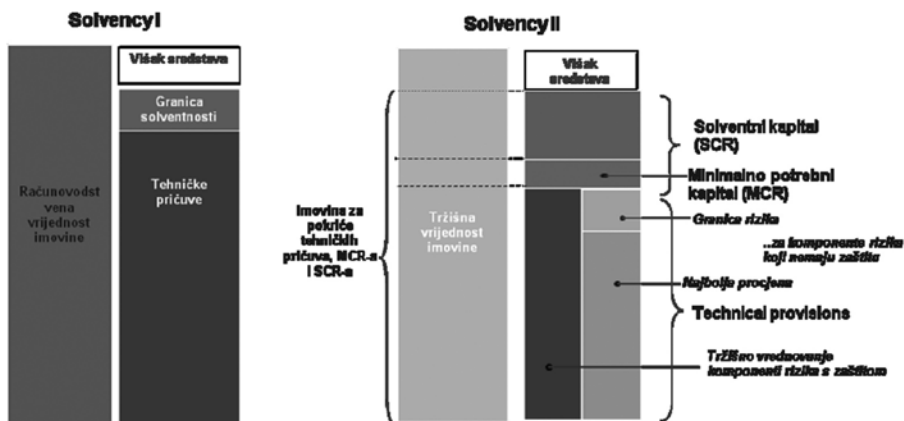 Solvency I
Višak sredstava
Granica
solventnosti
Računovodst
vena
vrijednost
imovine
Tehničke
pričuve
Solvency II
Višak
sredstava
Imovina za
pokriće
tehničkih
pričuva, MCR-a
i SCR-a
Tržišna
vrijednost
imovine
Solventni kapital
(SCR)
Minimalno potrebni
kapital (MCR)
Granica rizika
..za komponente rizika
koji nemaju zaštitu
Najbolja procjena
Technical provisions
Tržišno vrednovanje
komponenti rizika s zaštitom